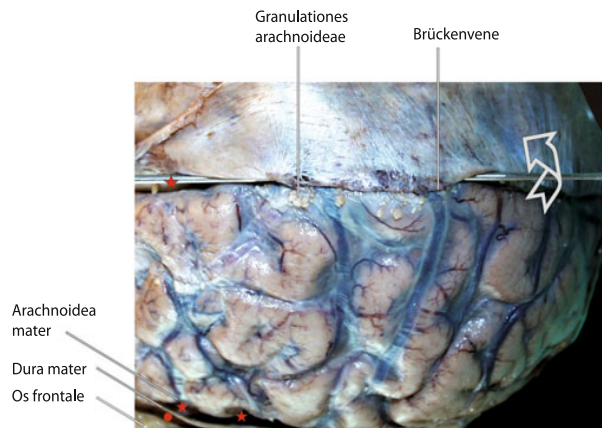 Granulationes
arachnoideae
Brückenvene
Arachnoidea
mater
Dura mater
Os frontale